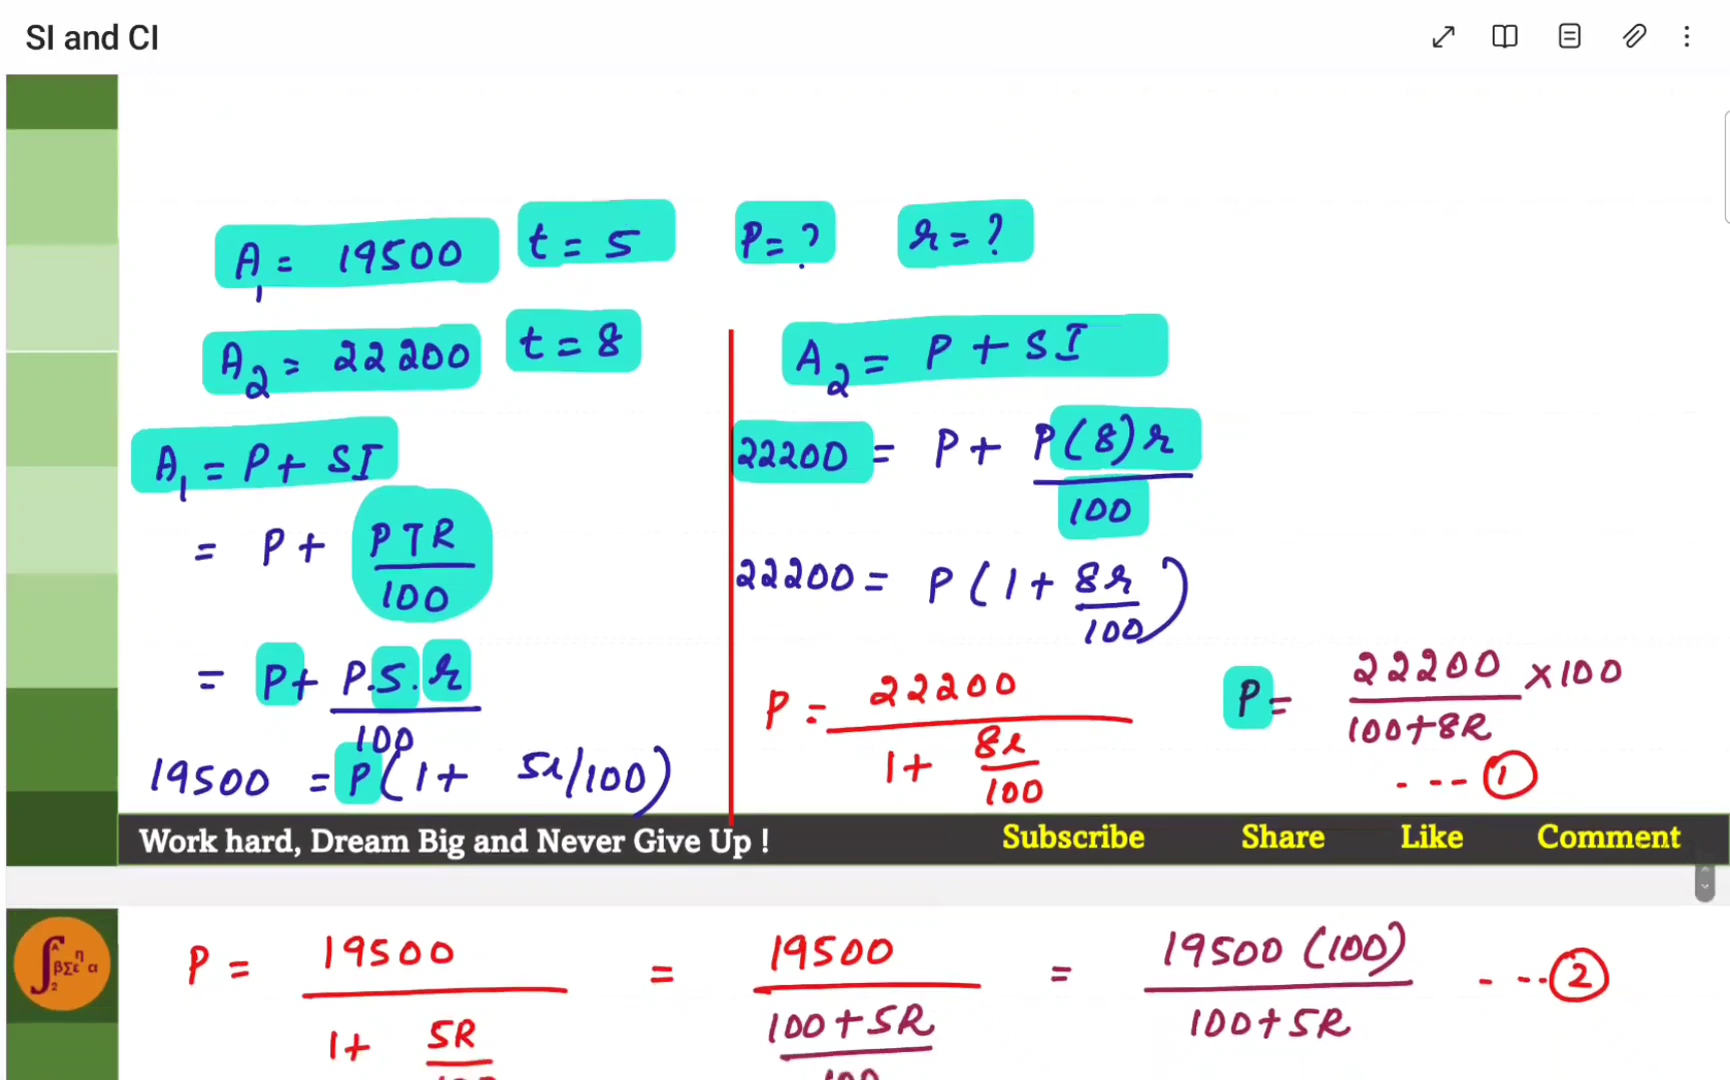 SI and CI
A₁ = 19500 t = 5 P = ? r = ?
A₂ = 22200 t = 8
A₁ = P + SI
= P + PTR/100
= P + P.5.r/100
19500 = P(1 + 5r/100)
A₂ = P + SI
22200 = P + P(8)r/100
22200 = P(1 + 8r/100)
P = 22200/(1 + 8r/100)
P = 22200/(100+8R) × 100
---- ①
Work hard, Dream Big and Never Give Up ! Subscribe Share Like Comment
P = 19500/(1 + 5R/100) = 19500/((100+5R)/100) = 19500 (100)/(100+5R) ---- ②